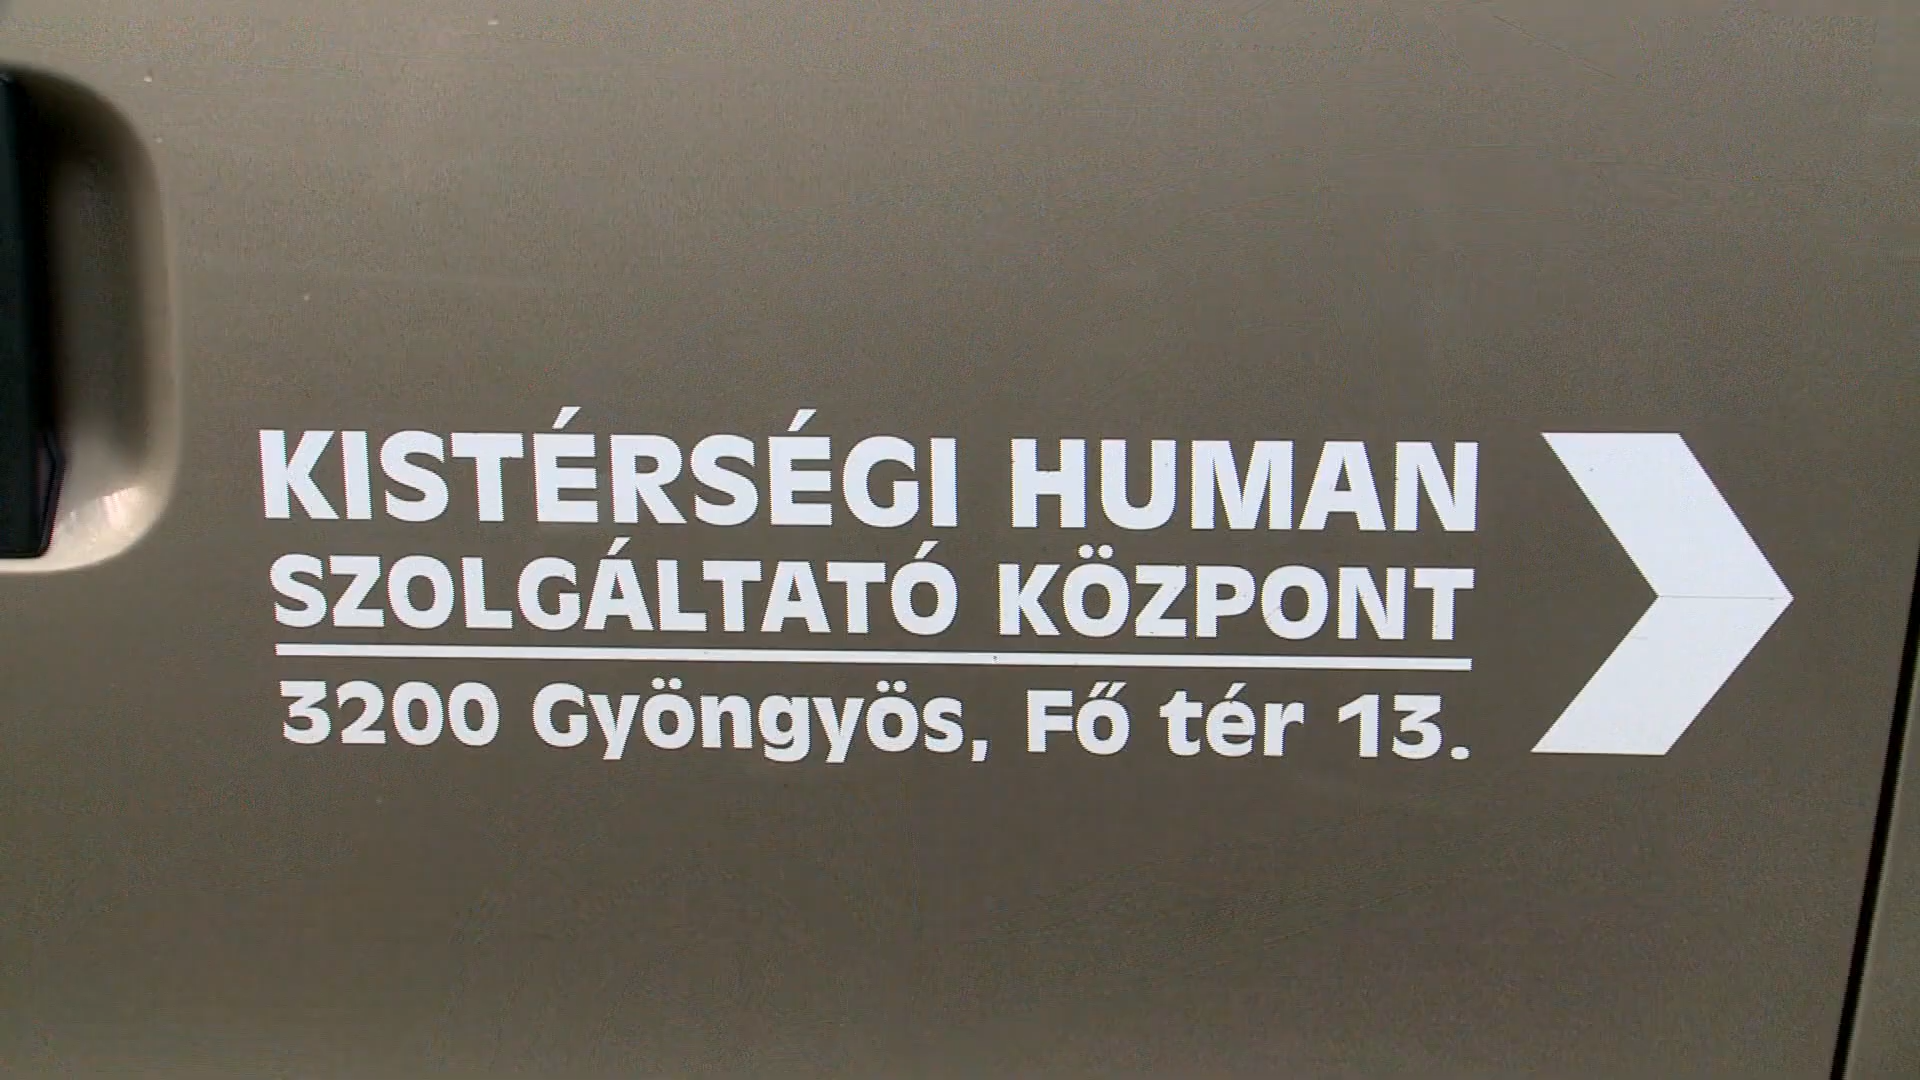 KISTÉRSÉGI HUMAN
SZOLGÁLTATÓ KÖZPONT
3200 Gyöngyös, Fő tér 13.